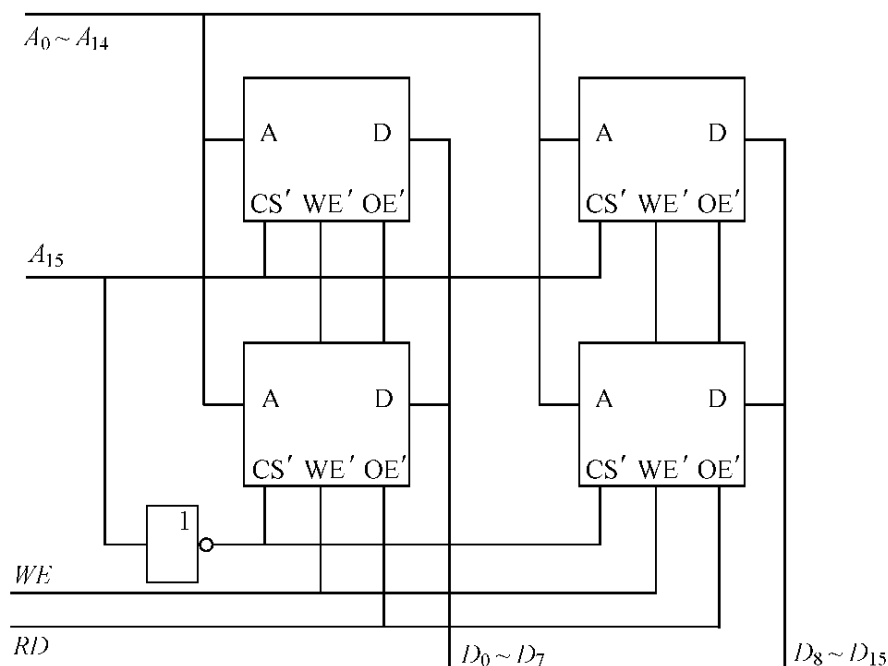 A₀~A₁₄
A D A D
CS′ WE′ OE′ CS′ WE′ OE′
A₁₅
A D A D
CS′ WE′ OE′ CS′ WE′ OE′
1
WE
RD
D₀~D₇ D₈~D₁₅